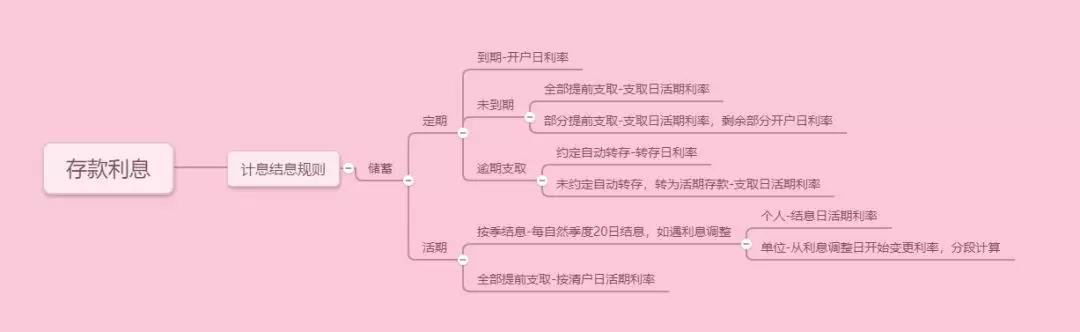 存款利息
计息结息规则
储蓄
定期
到期-开户日利率
未到期
全部提前支取-支取日活期利率
部分提前支取-支取日活期利率，剩余部分开户日利率
逾期支取
约定自动转存-转存日利率
未约定自动转存，转为活期存款-支取日活期利率
活期
按季结息-每自然季度20日结息，如遇利息调整
个人-结息日活期利率
单位-从利息调整日开始变更利率，分段计算
全部提前支取-按清户日活期利率